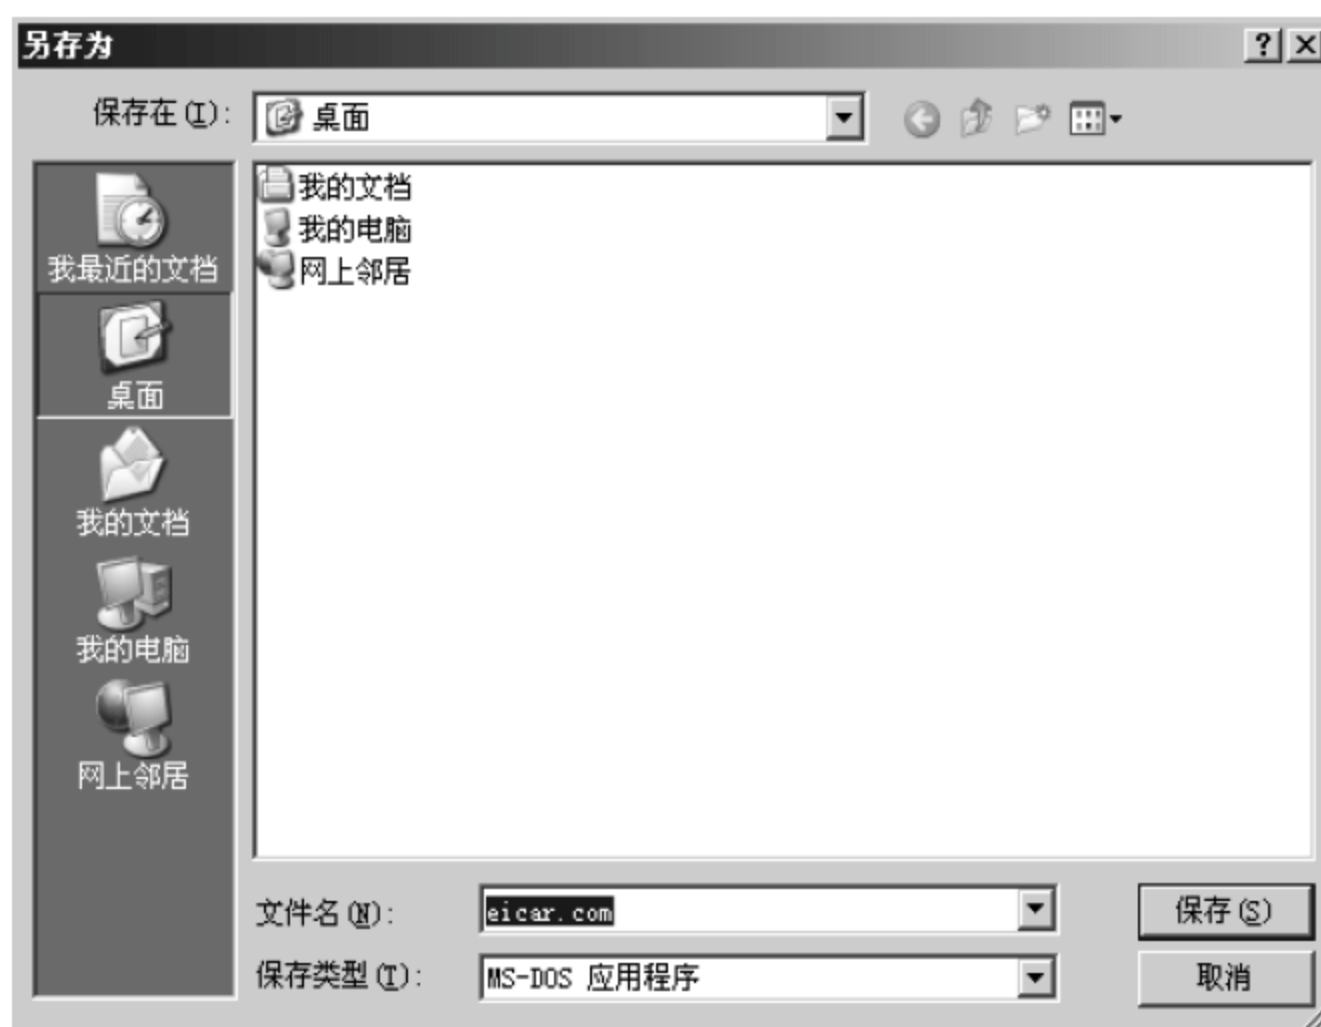 另存为
保存在(I):
桌面
我的文档
我的电脑
网上邻居
我最近的文档
桌面
我的文档
我的电脑
网上邻居
文件名(N):
eicar.com
保存(S)
保存类型(T):
MS-DOS 应用程序
取消